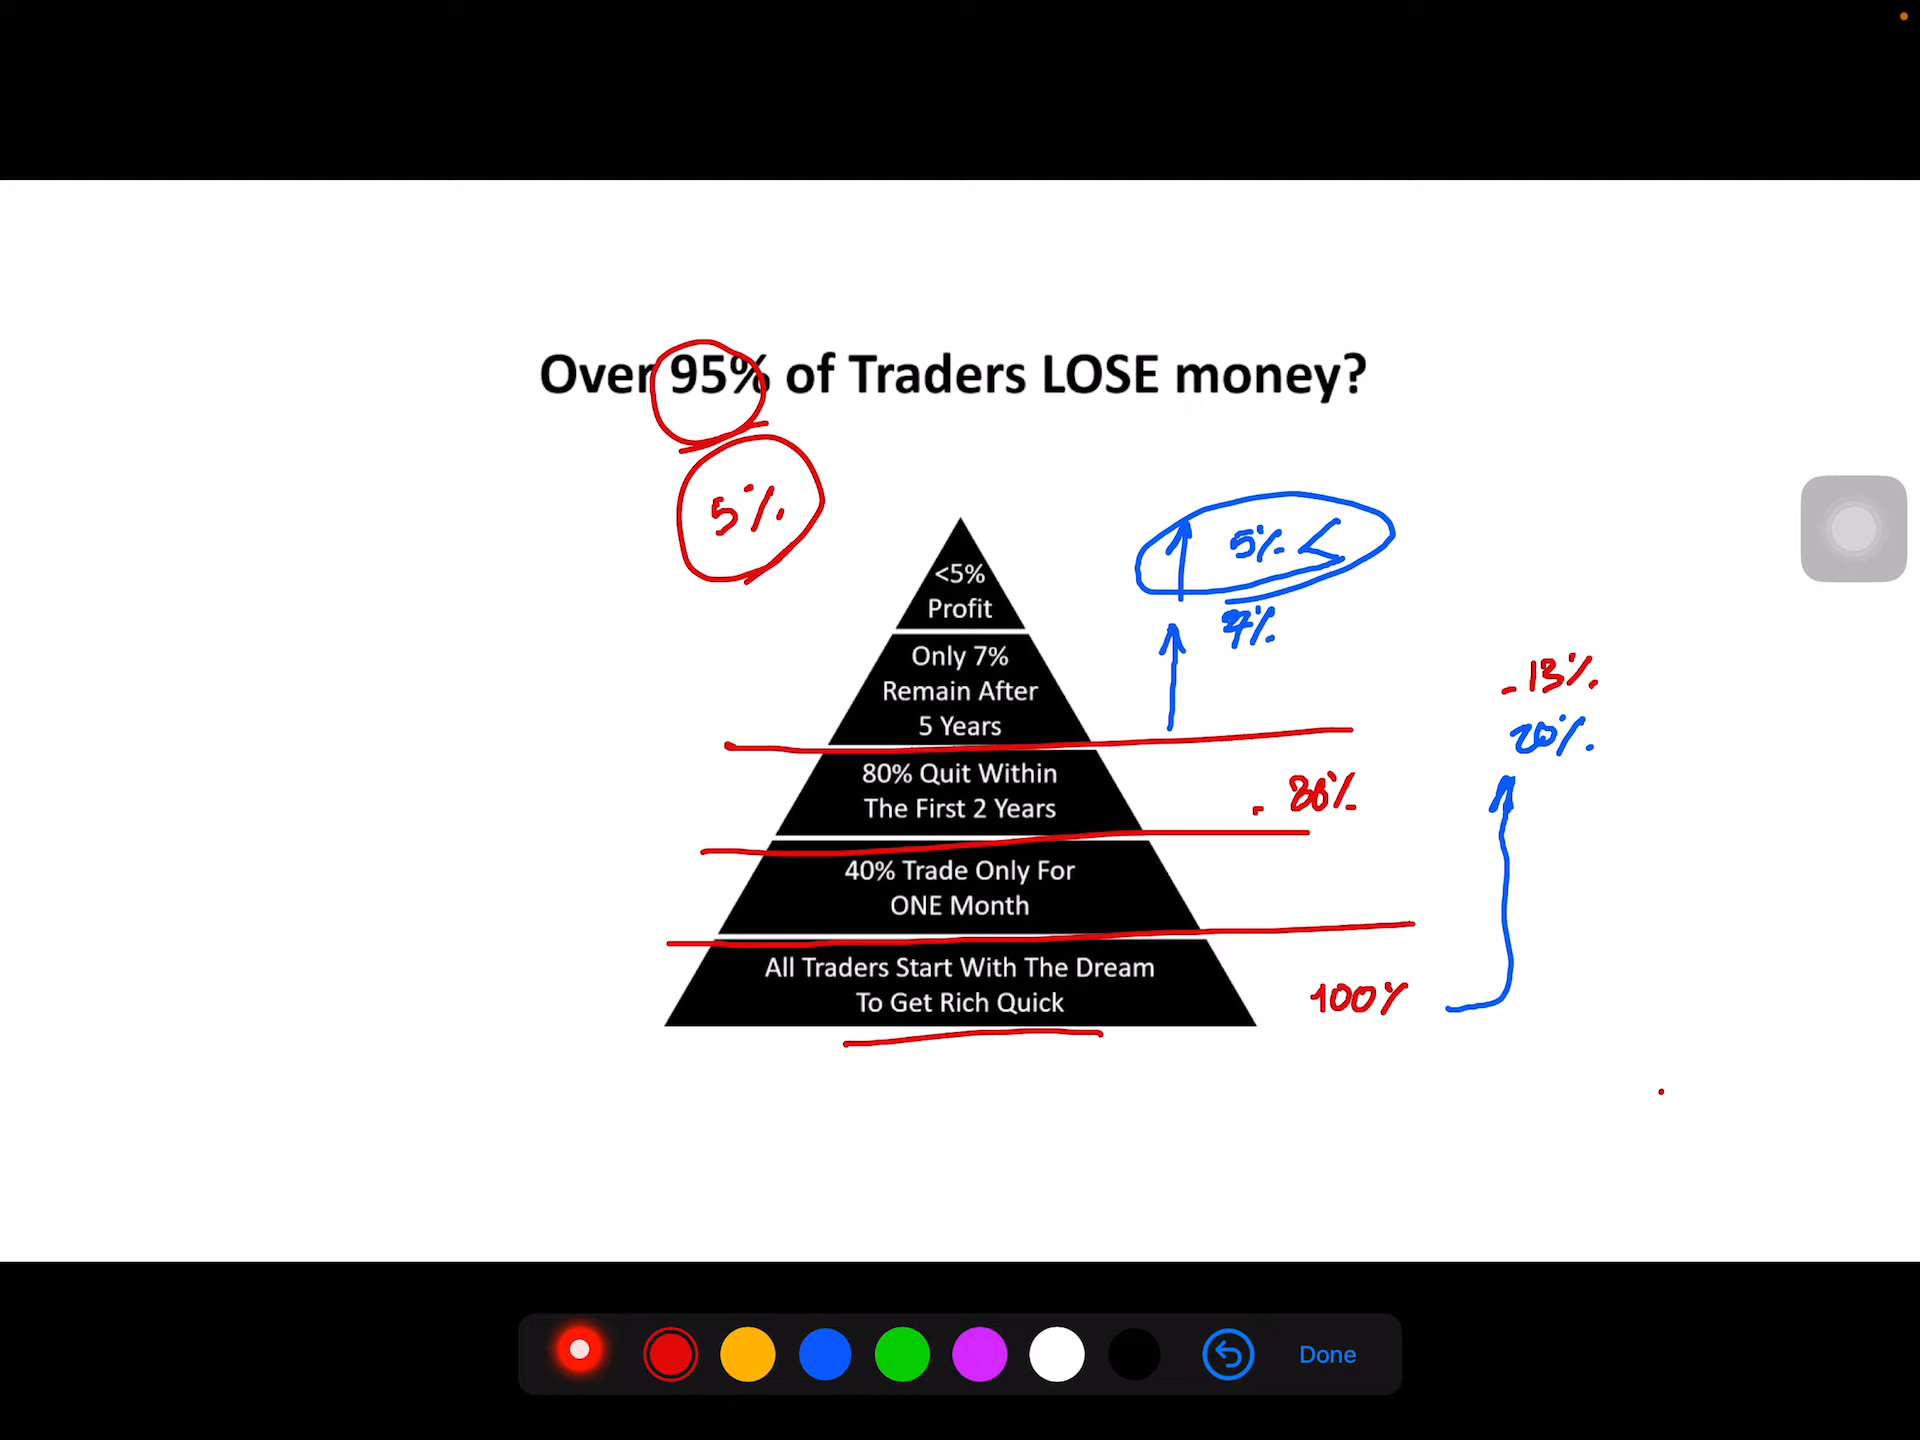 Over 95% of Traders LOSE money?
5%
5% <
<5%
Profit
7%
Only 7%
Remain After
5 Years
- 13%
20%
80% Quit Within
The First 2 Years
40% Trade Only For
ONE Month
All Traders Start With The Dream
To Get Rich Quick
100%
Done